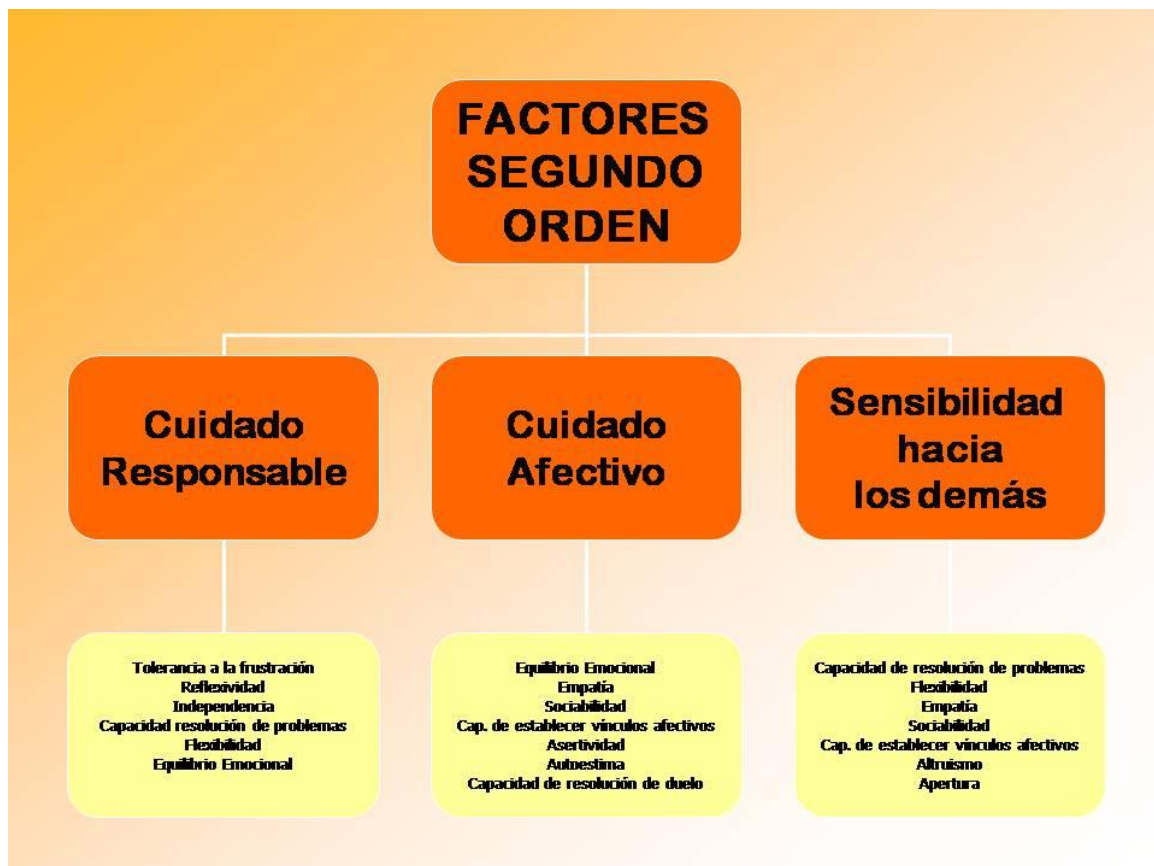 FACTORES
SEGUNDO
ORDEN
Cuidado
Responsable
Cuidado
Afectivo
Sensibilidad
hacia
los demás
Tolerancia a la frustración
Reflexividad
Independencia
Capacidad resolución de problemas
Flexibilidad
Equilibrio Emocional
Equilibrio Emocional
Empatía
Sociabilidad
Cap. de establecer vínculos afectivos
Asertividad
Autoestima
Capacidad de resolución de duelo
Capacidad de resolución de problemas
Flexibilidad
Empatía
Sociabilidad
Cap. de establecer vínculos afectivos
Altruismo
Apertura